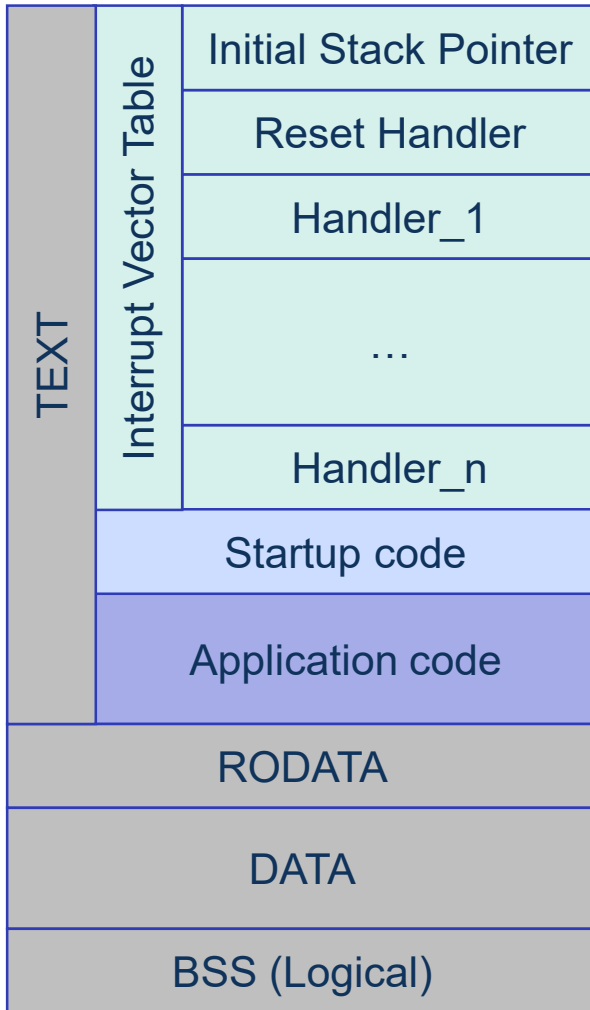 TEXT
Interrupt Vector Table
Initial Stack Pointer
Reset Handler
Handler_1
…
Handler_n
Startup code
Application code
RODATA
DATA
BSS (Logical)